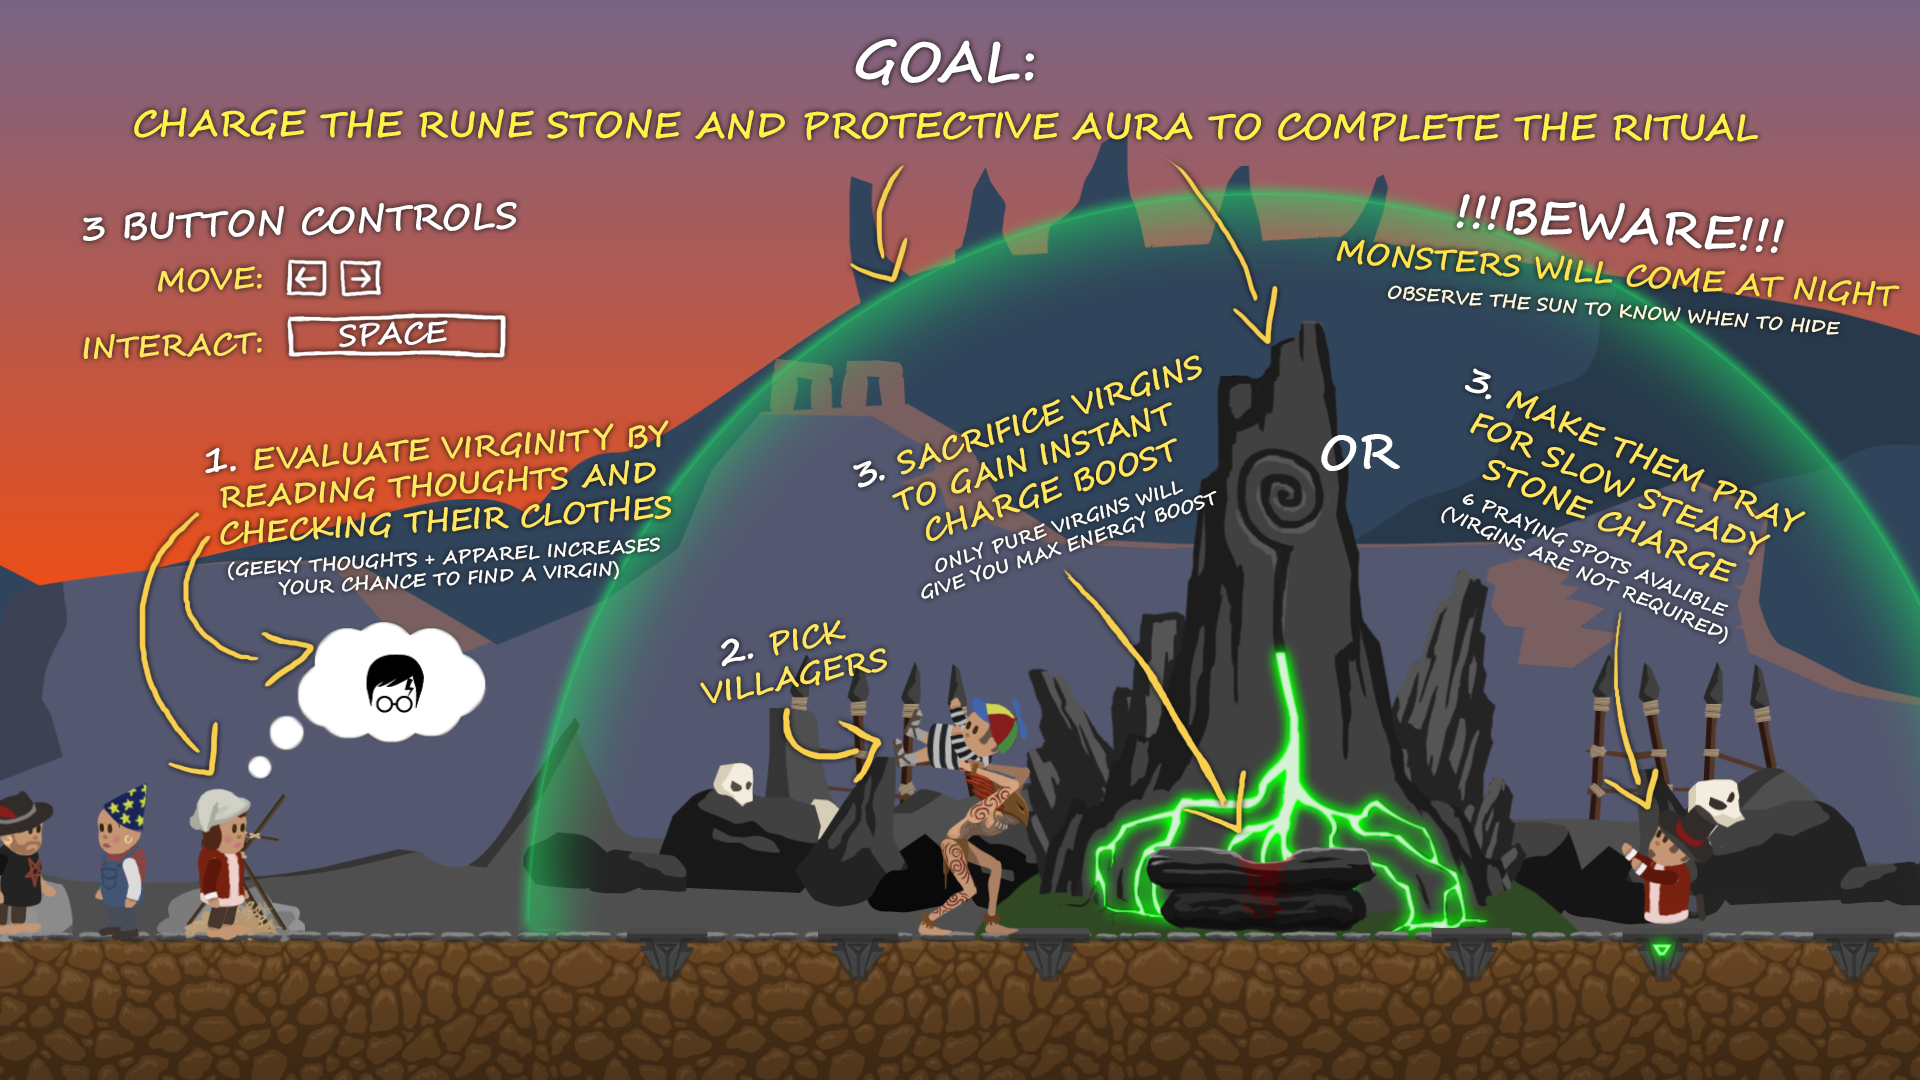 GOAL:
CHARGE THE RUNE STONE AND PROTECTIVE AURA TO COMPLETE THE RITUAL
3 BUTTON CONTROLS
MOVE: ← →
INTERACT: SPACE
!!!BEWARE!!!
MONSTERS WILL COME AT NIGHT
OBSERVE THE SUN TO KNOW WHEN TO HIDE
1. EVALUATE VIRGINITY BY
READING THOUGHTS AND
CHECKING THEIR CLOTHES
(GEEKY THOUGHTS + APPAREL INCREASES
YOUR CHANCE TO FIND A VIRGIN)
2. PICK
VILLAGERS
3. SACRIFICE VIRGINS
TO GAIN INSTANT
CHARGE BOOST
ONLY PURE VIRGINS WILL
GIVE YOU MAX ENERGY BOOST
OR
3. MAKE THEM PRAY
FOR SLOW STEADY
STONE CHARGE
6 PRAYING SPOTS AVALIBLE
(VIRGINS ARE NOT REQUIRED)